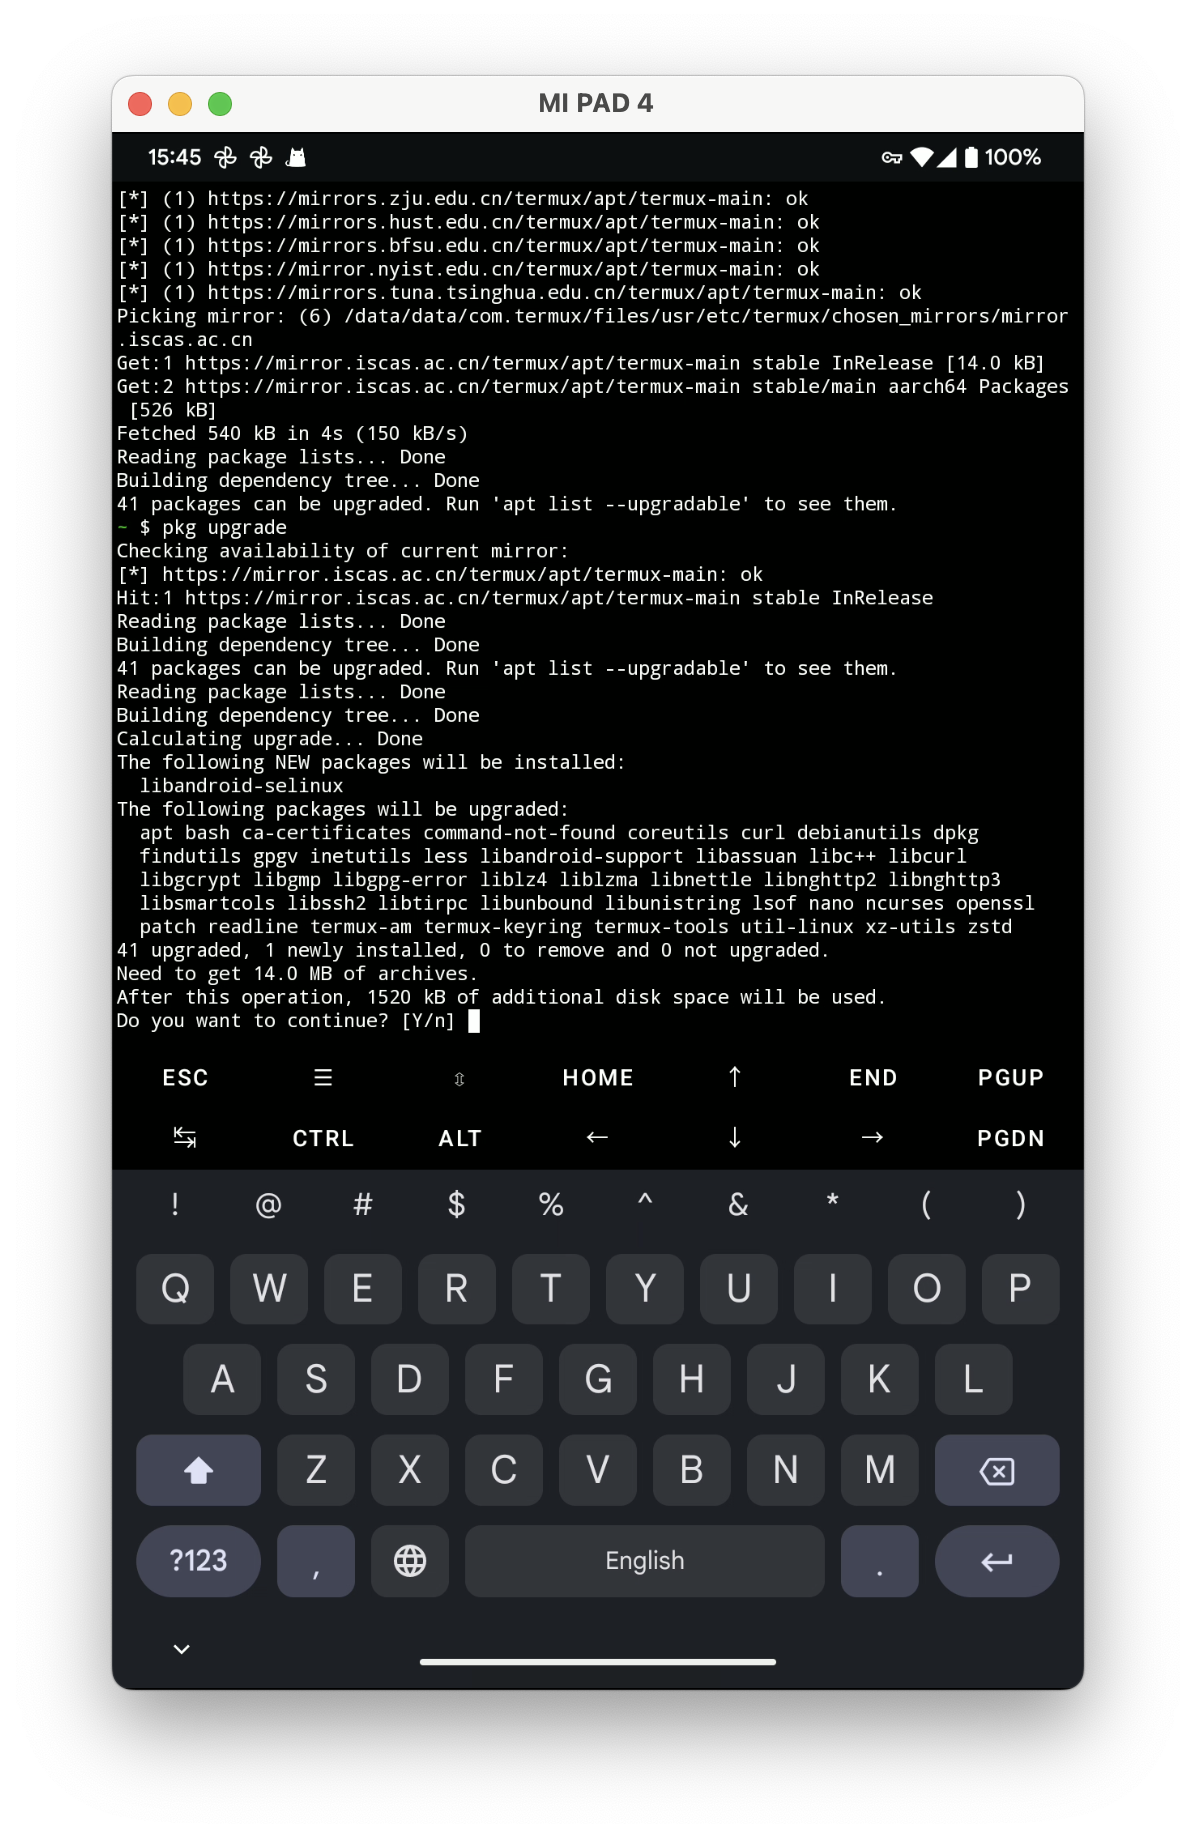 MI PAD 4
15:45 100%
[*] (1) https://mirrors.zju.edu.cn/termux/apt/termux-main: ok
[*] (1) https://mirrors.hust.edu.cn/termux/apt/termux-main: ok
[*] (1) https://mirrors.bfsu.edu.cn/termux/apt/termux-main: ok
[*] (1) https://mirror.nyist.edu.cn/termux/apt/termux-main: ok
[*] (1) https://mirrors.tuna.tsinghua.edu.cn/termux/apt/termux-main: ok
Picking mirror: (6) /data/data/com.termux/files/usr/etc/termux/chosen_mirrors/mirror
.iscas.ac.cn
Get:1 https://mirror.iscas.ac.cn/termux/apt/termux-main stable InRelease [14.0 kB]
Get:2 https://mirror.iscas.ac.cn/termux/apt/termux-main stable/main aarch64 Packages
[526 kB]
Fetched 540 kB in 4s (150 kB/s)
Reading package lists... Done
Building dependency tree... Done
41 packages can be upgraded. Run 'apt list --upgradable' to see them.
~ $ pkg upgrade
Checking availability of current mirror:
[*] https://mirror.iscas.ac.cn/termux/apt/termux-main: ok
Hit:1 https://mirror.iscas.ac.cn/termux/apt/termux-main stable InRelease
Reading package lists... Done
Building dependency tree... Done
41 packages can be upgraded. Run 'apt list --upgradable' to see them.
Reading package lists... Done
Building dependency tree... Done
Calculating upgrade... Done
The following NEW packages will be installed:
libandroid-selinux
The following packages will be upgraded:
apt bash ca-certificates command-not-found coreutils curl debianutils dpkg
findutils gpgv inetutils less libandroid-support libassuan libc++ libcurl
libgcrypt libgmp libgpg-error liblz4 liblzma libnettle libnghttp2 libnghttp3
libsmartcols libssh2 libtirpc libunbound libunistring lsof nano ncurses openssl
patch readline termux-am termux-keyring termux-tools util-linux xz-utils zstd
41 upgraded, 1 newly installed, 0 to remove and 0 not upgraded.
Need to get 14.0 MB of archives.
After this operation, 1520 kB of additional disk space will be used.
Do you want to continue? [Y/n]
ESC ☰ ⇳ HOME ↑ END PGUP
↹ CTRL ALT ← ↓ → PGDN
! @ # $ % ^ & * ( )
Q W E R T Y U I O P
A S D F G H J K L
Z X C V B N M
?123 , English .